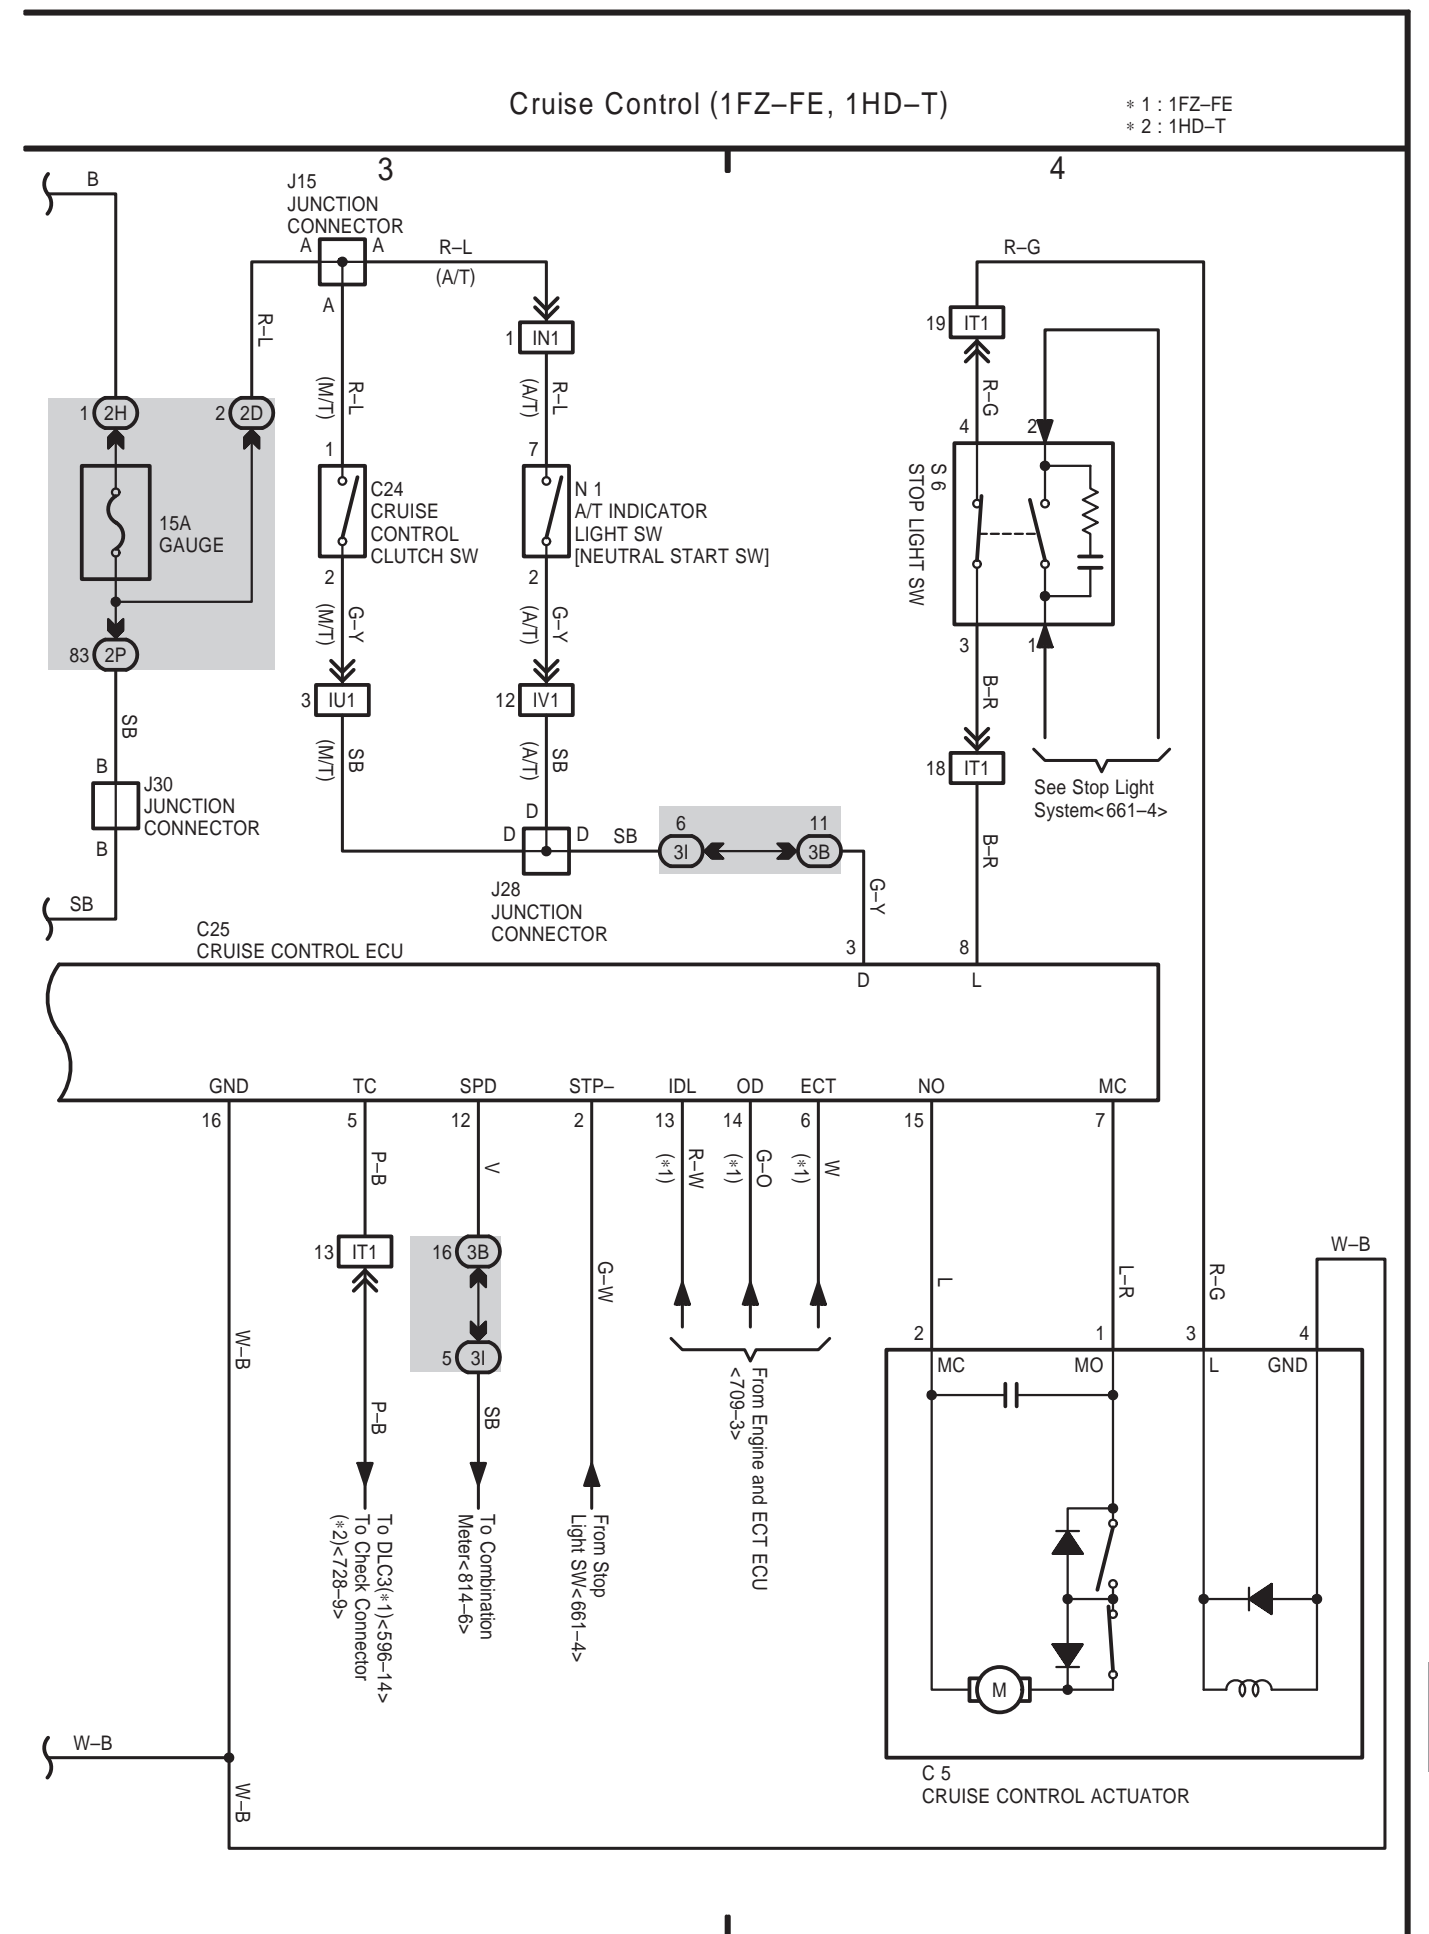 Cruise Control (1FZ–FE, 1HD–T)
* 1 : 1FZ–FE
* 2 : 1HD–T
3
4
B
J15
JUNCTION
CONNECTOR
A
A
A
R–L
(A/T)
R–L
1
IN1
R–L
(M/T)
R–L
(A/T)
1
2H
2
2D
15A
GAUGE
83
2P
1
C24
CRUISE
CONTROL
CLUTCH SW
2
7
N 1
A/T INDICATOR
LIGHT SW
[NEUTRAL START SW]
2
G–Y
(M/T)
G–Y
(A/T)
3
IU1
12
IV1
SB
(M/T)
SB
(A/T)
SB
B
J30
JUNCTION
CONNECTOR
B
SB
D
D
D
SB
J28
JUNCTION
CONNECTOR
6
3I
11
3B
G–Y
R–G
19
IT1
R–G
4
2
S 6
STOP LIGHT SW
3
1
B–R
18
IT1
See Stop Light
System<661–4>
B–R
C25
CRUISE CONTROL ECU
3
D
8
L
GND
TC
SPD
STP–
IDL
OD
ECT
NO
MC
16
5
12
2
13
14
6
15
7
P–B
V
R–W
(*1)
G–O
(*1)
W
(*1)
13
IT1
16
3B
5
3I
W–B
P–B
SB
G–W
To DLC3(*1)<596–14>
To Check Connector
(*2)<728–9>
To Combination
Meter<814–6>
From Stop
Light SW<661–4>
From Engine and ECT ECU
<709–3>
L
L–R
R–G
W–B
2
1
3
4
MC
MO
L
GND
M
C 5
CRUISE CONTROL ACTUATOR
W–B
W–B